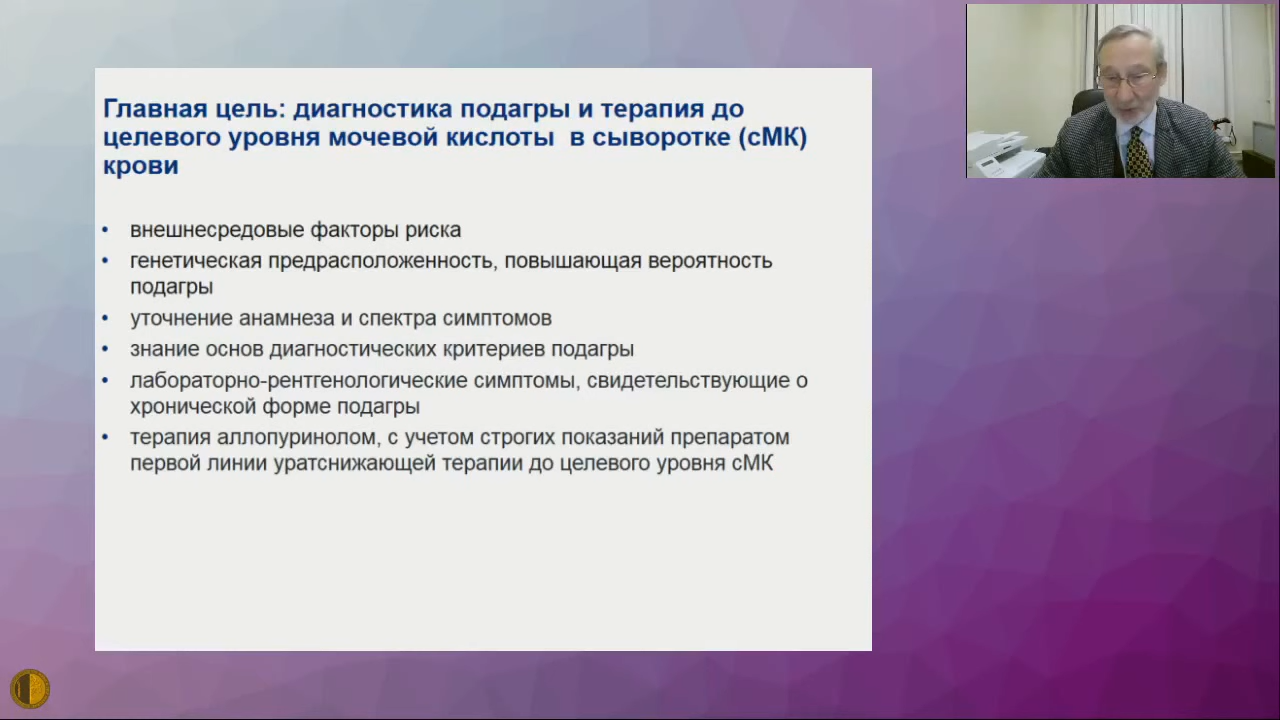 Главная цель: диагностика подагры и терапия до
целевого уровня мочевой кислоты  в сыворотке (сМК)
крови
• внешнесредовые факторы риска
• генетическая предрасположенность, повышающая вероятность
подагры
• уточнение анамнеза и спектра симптомов
• знание основ диагностических критериев подагры
• лабораторно-рентгенологические симптомы, свидетельствующие о
хронической форме подагры
• терапия аллопуринолом, с учетом строгих показаний препаратом
первой линии уратснижающей терапии до целевого уровня сМК